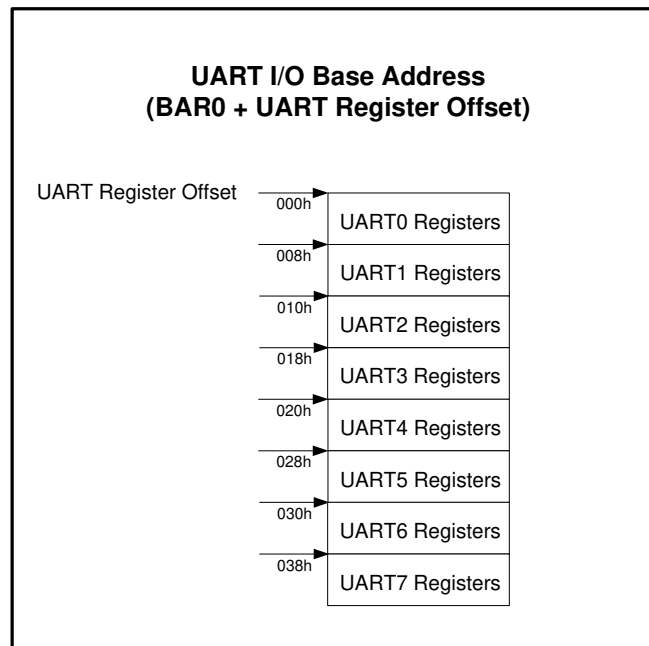 UART I/O Base Address
(BAR0 + UART Register Offset)
UART Register Offset
000h
UART0 Registers
008h
UART1 Registers
010h
UART2 Registers
018h
UART3 Registers
020h
UART4 Registers
028h
UART5 Registers
030h
UART6 Registers
038h
UART7 Registers